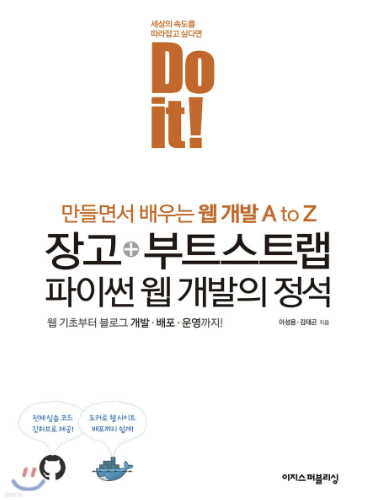 세상의 속도를
따라잡고 싶다면
Do
it!
만들면서 배우는 웹 개발 A to Z
장고+부트스트랩
파이썬 웹 개발의 정석
웹 기초부터 블로그 개발·배포·운영까지!
이성용·김태곤 지음
전체 실습 코드
깃허브로 제공!
도커로 웹 사이트
배포까지 쉽게!
이지스퍼블리싱